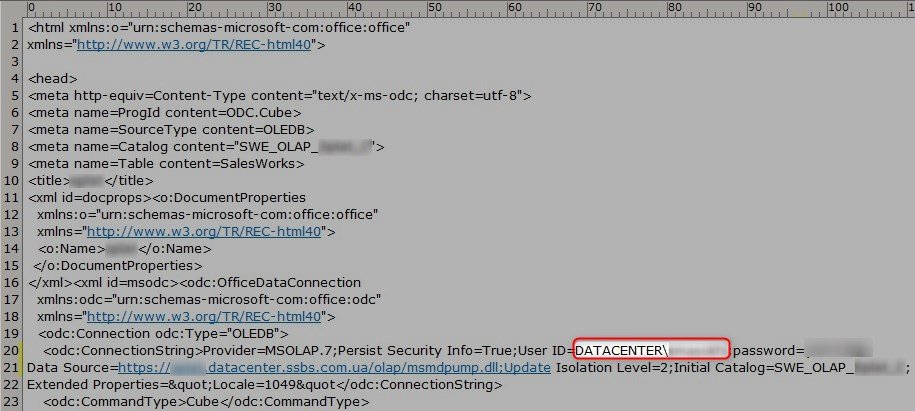 0 10 20 30 40 50 60 70 80 90 100 110
1 <html xmlns:o="urn:schemas-microsoft-com:office:office"
2 xmlns="http://www.w3.org/TR/REC-html40">
3
4 <head>
5 <meta http-equiv=Content-Type content="text/x-ms-odc; charset=utf-8">
6 <meta name=ProgId content=ODC.Cube>
7 <meta name=SourceType content=OLEDB>
8 <meta name=Catalog content="SWE_OLAP_ ">
9 <meta name=Table content=SalesWorks>
10 <title> </title>
11 <xml id=docprops><o:DocumentProperties
12 xmlns:o="urn:schemas-microsoft-com:office:office"
13 xmlns="http://www.w3.org/TR/REC-html40">
14 <o:Name> </o:Name>
15 </o:DocumentProperties>
16 </xml><xml id=msodc><odc:OfficeDataConnection
17 xmlns:odc="urn:schemas-microsoft-com:office:odc"
18 xmlns="http://www.w3.org/TR/REC-html40">
19 <odc:Connection odc:Type="OLEDB">
20 <odc:ConnectionString>Provider=MSOLAP.7;Persist Security Info=True;User ID=DATACENTER\ ;password=
21 Data Source=https:// .datacenter.ssbs.com.ua/olap/msmdpump.dll;Update Isolation Level=2;Initial Catalog=SWE_OLAP_ ;
22 Extended Properties=&quot;Locale=1049&quot</odc:ConnectionString>
23 <odc:CommandType>Cube</odc:CommandType>